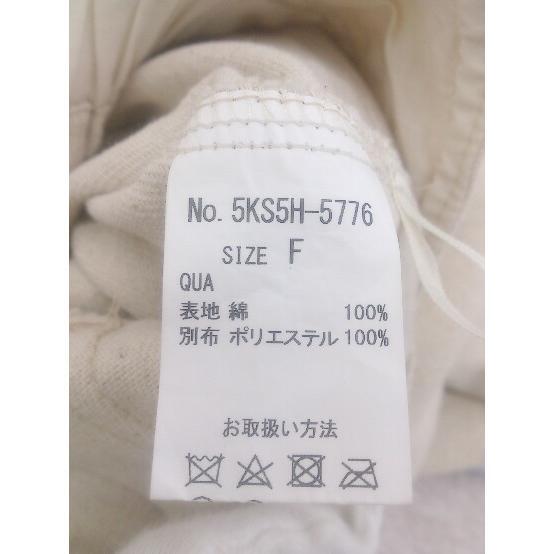 No. 5KS5H-5776
SIZE F
QUA
表地 綿 100%
別布 ポリエステル 100%
お取扱い方法